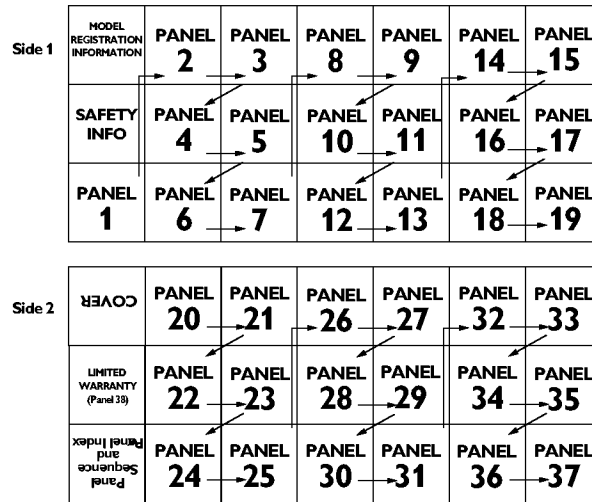 Side 1
MODEL
REGISTRATION
INFORMATION
PANEL
2
PANEL
3
PANEL
8
PANEL
9
PANEL
14
PANEL
15
SAFETY
INFO
PANEL
4
PANEL
5
PANEL
10
PANEL
11
PANEL
16
PANEL
17
PANEL
1
PANEL
6
PANEL
7
PANEL
12
PANEL
13
PANEL
18
PANEL
19
Side 2
COVER
PANEL
20
PANEL
21
PANEL
26
PANEL
27
PANEL
32
PANEL
33
LIMITED
WARRANTY
(Panel 38)
PANEL
22
PANEL
23
PANEL
28
PANEL
29
PANEL
34
PANEL
35
Panel
Sequence
and
Panel Index
PANEL
24
PANEL
25
PANEL
30
PANEL
31
PANEL
36
PANEL
37